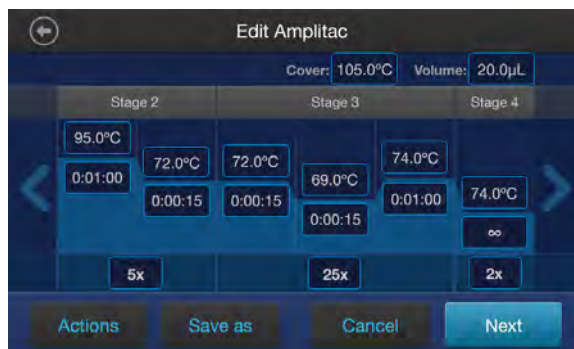 Edit Amplitac
Cover: 105.0°C Volume: 20.0µL
Stage 2 Stage 3 Stage 4
95.0°C
0:01:00
72.0°C
0:00:15
72.0°C
0:00:15
69.0°C
0:00:15
74.0°C
0:01:00
74.0°C
∞
5x 25x 2x
Actions Save as Cancel Next